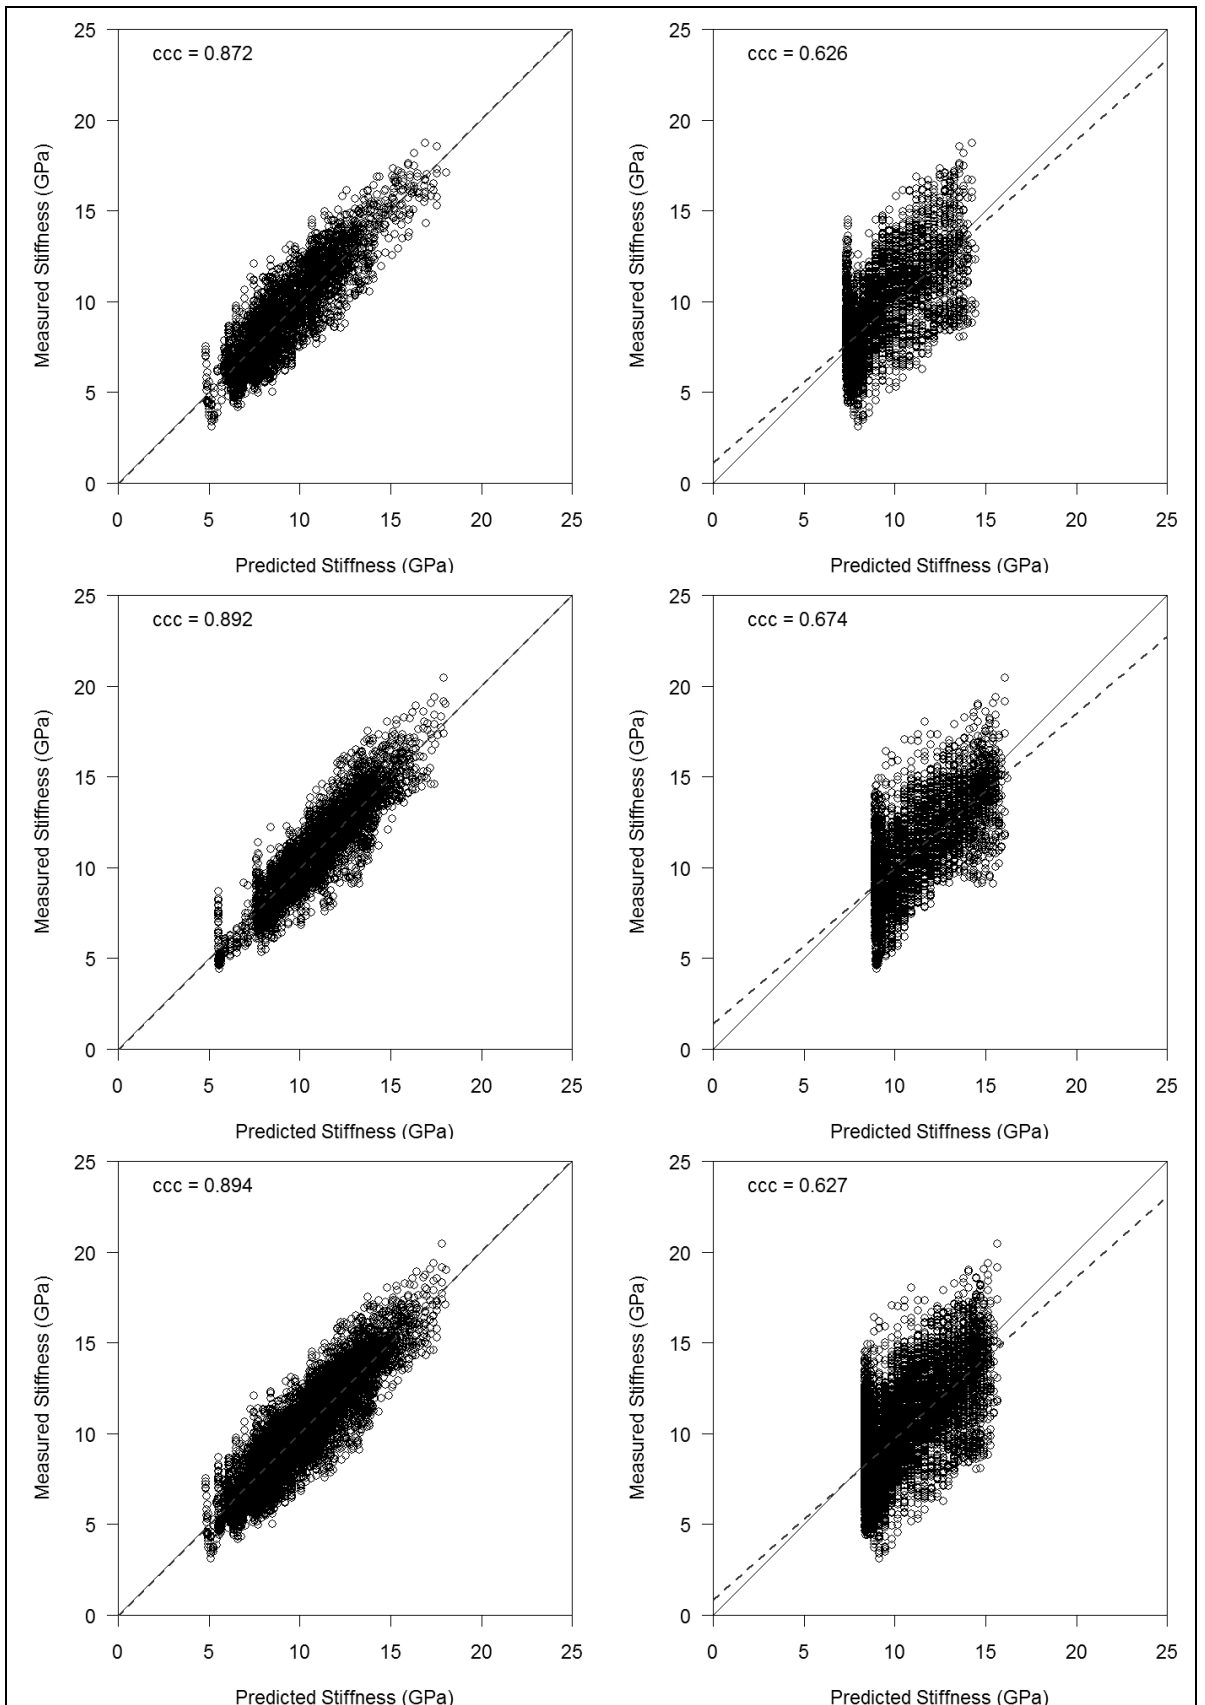 ccc = 0.872
25
20
15
10
5
0
Measured Stiffness (GPa)
0 5 10 15 20 25
Predicted Stiffness (GPa)
ccc = 0.626
25
20
15
10
5
0
Measured Stiffness (GPa)
0 5 10 15 20 25
Predicted Stiffness (GPa)
ccc = 0.892
25
20
15
10
5
0
Measured Stiffness (GPa)
0 5 10 15 20 25
Predicted Stiffness (GPa)
ccc = 0.674
25
20
15
10
5
0
Measured Stiffness (GPa)
0 5 10 15 20 25
Predicted Stiffness (GPa)
ccc = 0.894
25
20
15
10
5
0
Measured Stiffness (GPa)
0 5 10 15 20 25
Predicted Stiffness (GPa)
ccc = 0.627
25
20
15
10
5
0
Measured Stiffness (GPa)
0 5 10 15 20 25
Predicted Stiffness (GPa)